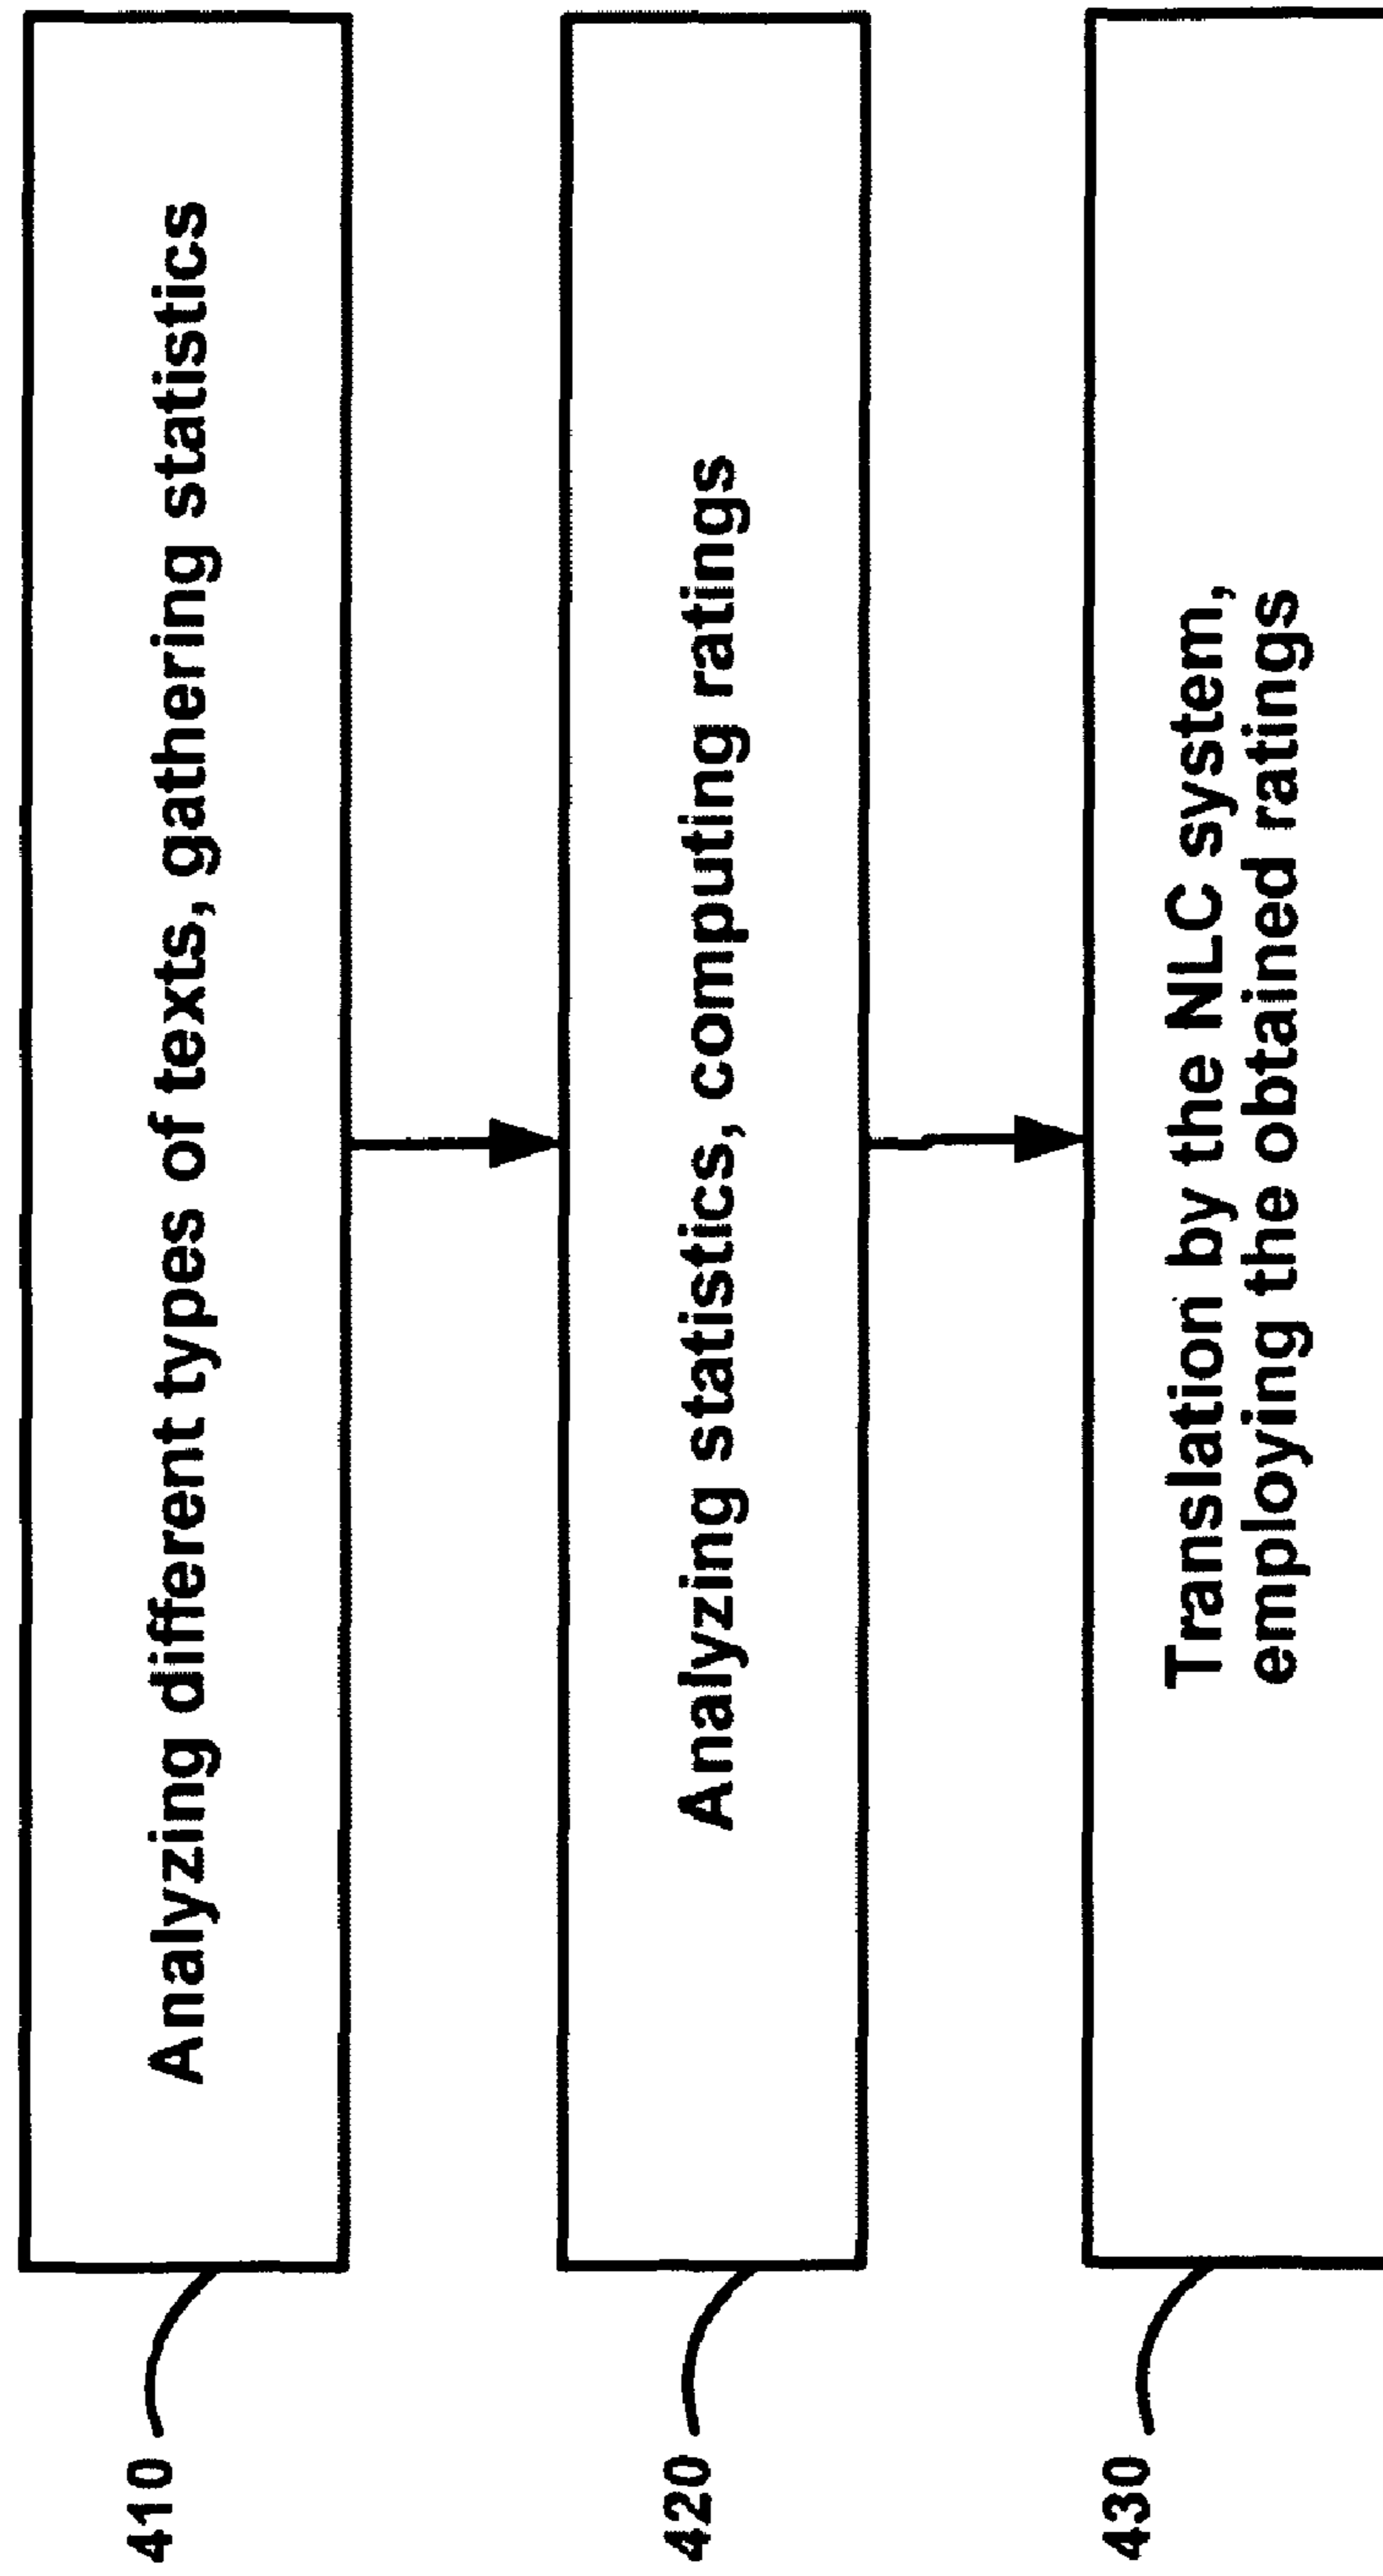 410
Analyzing different types of texts, gathering statistics
420
Analyzing statistics, computing ratings
430
Translation by the NLC system,
employing the obtained ratings